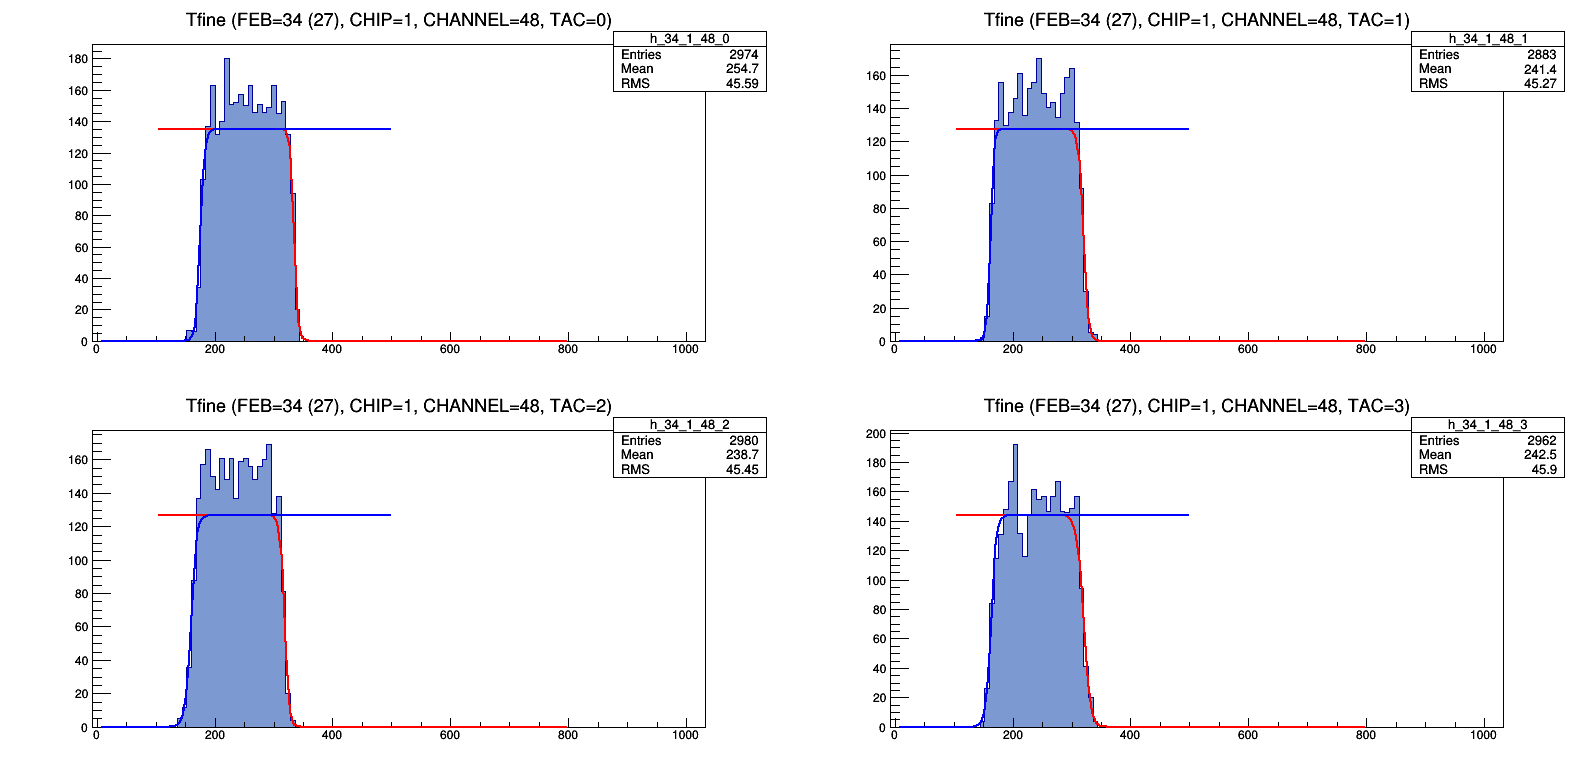 Tfine (FEB=34 (27), CHIP=1, CHANNEL=48, TAC=0)
h_34_1_48_0
Entries 2974
Mean 254.7
RMS 45.59
180
160
140
120
100
80
60
40
20
0
0 200 400 600 800 1000
Tfine (FEB=34 (27), CHIP=1, CHANNEL=48, TAC=1)
h_34_1_48_1
Entries 2883
Mean 241.4
RMS 45.27
160
140
120
100
80
60
40
20
0
0 200 400 600 800 1000
Tfine (FEB=34 (27), CHIP=1, CHANNEL=48, TAC=2)
h_34_1_48_2
Entries 2980
Mean 238.7
RMS 45.45
160
140
120
100
80
60
40
20
0
0 200 400 600 800 1000
Tfine (FEB=34 (27), CHIP=1, CHANNEL=48, TAC=3)
h_34_1_48_3
Entries 2962
Mean 242.5
RMS 45.9
200
180
160
140
120
100
80
60
40
20
0
0 200 400 600 800 1000